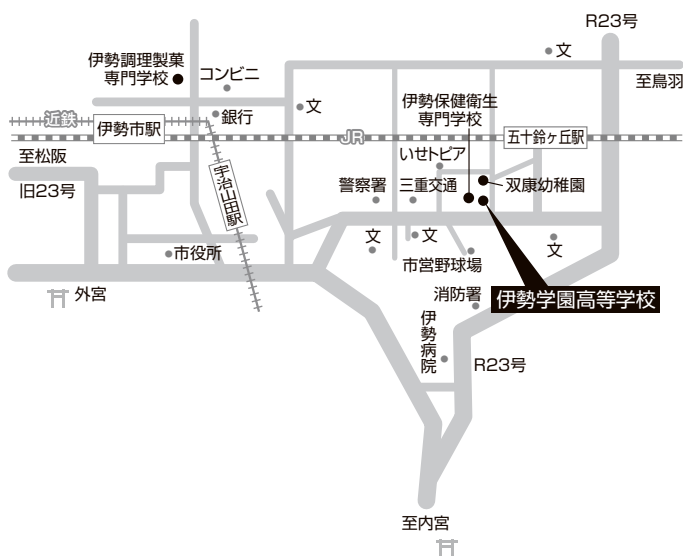 R23号
文
至鳥羽
伊勢調理製菓
専門学校
コンビニ
文
銀行
近鉄
伊勢市駅
JR
伊勢保健衛生
専門学校
五十鈴ヶ丘駅
至松阪
旧23号
宇治山田駅
いせトピア
警察署
三重交通
双康幼稚園
市役所
文
文
文
市営野球場
外宮
消防署
伊勢学園高等学校
伊勢病院
R23号
至内宮